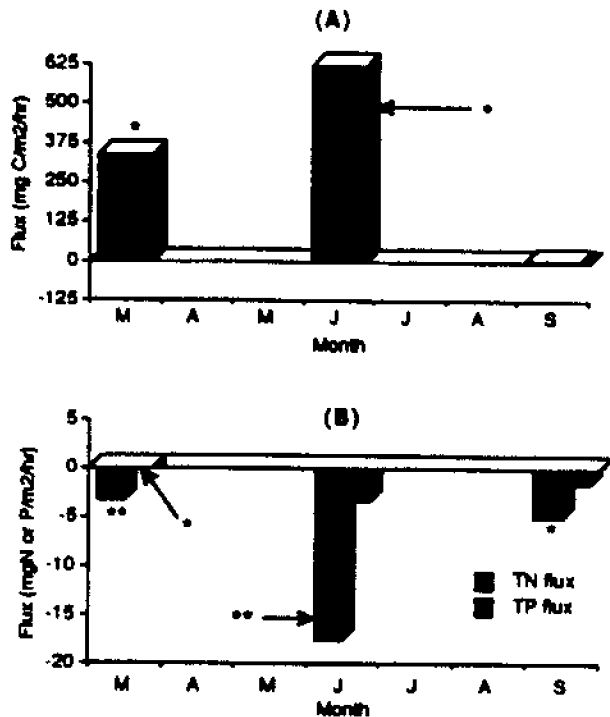 (A)
Flux (mg C/m2/hr)
625
500
375
250
125
0
-125
*
*
M A M J J A S
Month
(B)
Flux (mgN or P/m2/hr)
5
0
-5
-10
-15
-20
**
*
**
*
TN flux
TP flux
M A M J J A S
Month